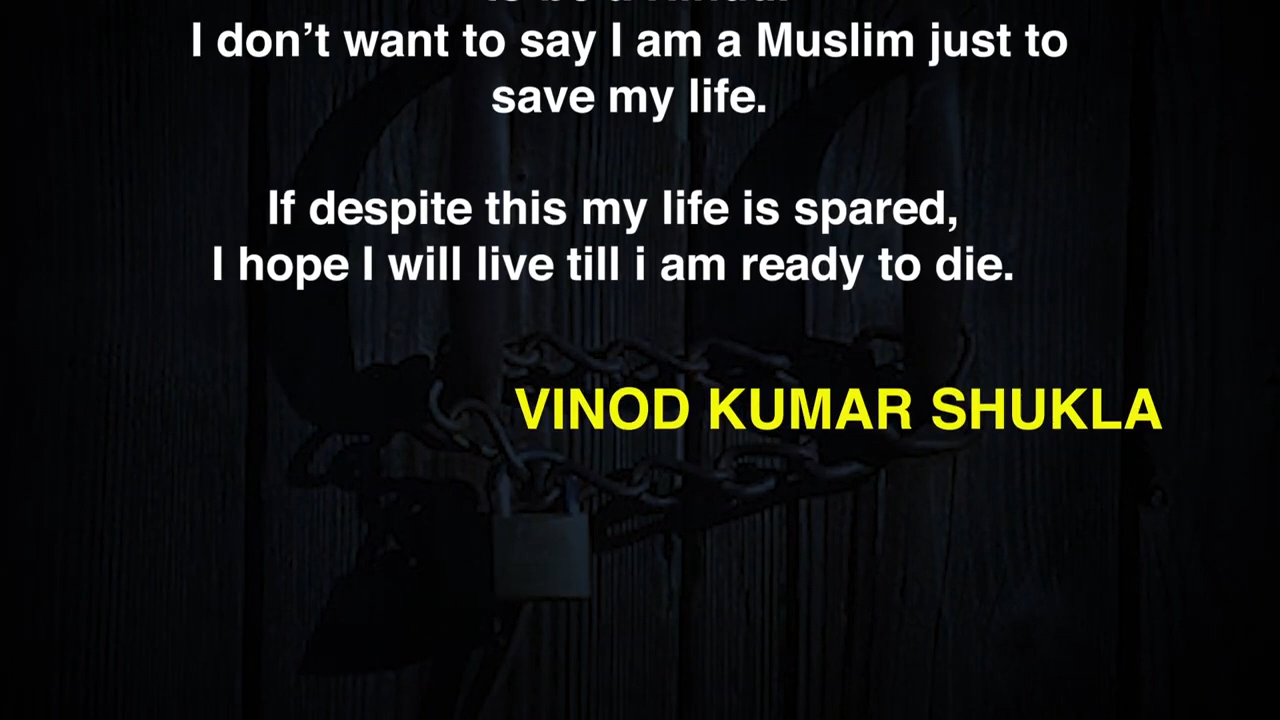 I don’t want to say I am a Muslim just to
save my life.
If despite this my life is spared,
I hope I will live till i am ready to die.
VINOD KUMAR SHUKLA